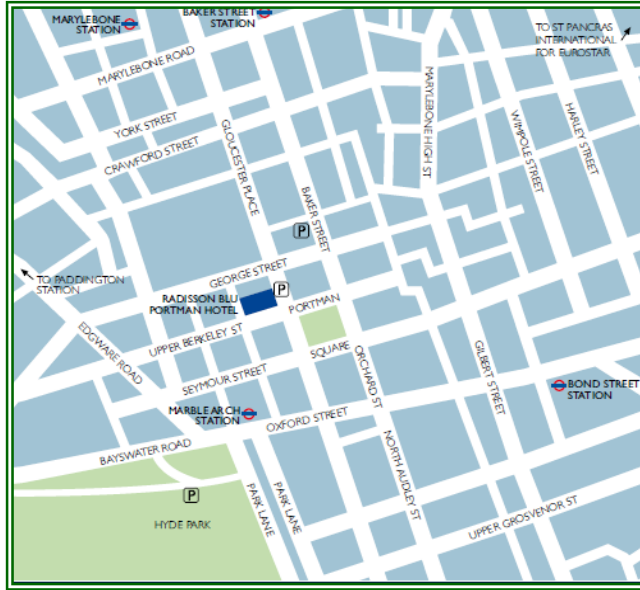 MARYLEBONE
STATION
BAKER STREET
STATION
TO ST PANCRAS
INTERNATIONAL
FOR EUROSTAR
MARYLEBONE ROAD
MARYLEBONE HIGH ST
WIMPOLE STREET
HARLEY STREET
YORK STREET
CRAWFORD STREET
GLOUCESTER PLACE
BAKER STREET
P
GEORGE STREET
TO PADDINGTON
STATION
RADISSON BLU
PORTMAN HOTEL
P
PORTMAN
SQUARE
EDGWARE ROAD
UPPER BERKELEY ST
SEYMOUR STREET
ORCHARD ST
GILBERT STREET
BOND STREET
STATION
MARBLE ARCH
STATION
OXFORD STREET
BAYSWATER ROAD
NORTH AUDLEY ST
PARK LANE
PARK LANE
P
HYDE PARK
UPPER GROSVENOR ST